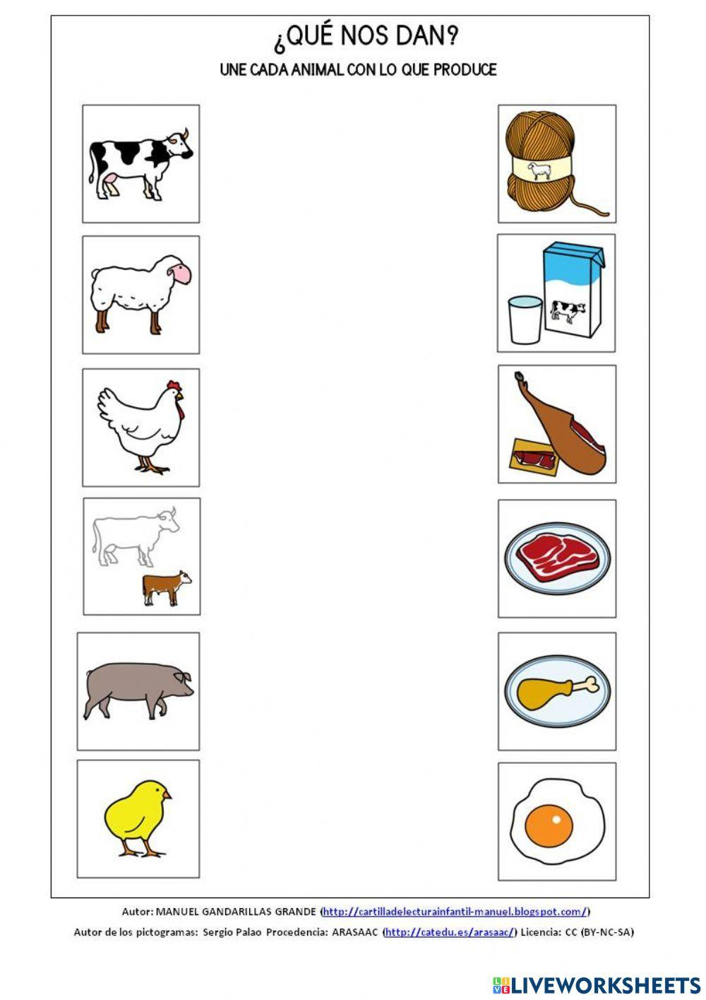 ¿QUÉ NOS DAN?
UNE CADA ANIMAL CON LO QUE PRODUCE
Autor: MANUEL GANDARILLAS GRANDE (http://cartilladelecturainfantil-manuel.blogspot.com/)
Autor de los pictogramas: Sergio Palao Procedencia: ARASAAC (http://catedu.es/arasaac/) Licencia: CC (BY-NC-SA)
LIVE LIVEWORKSHEETS